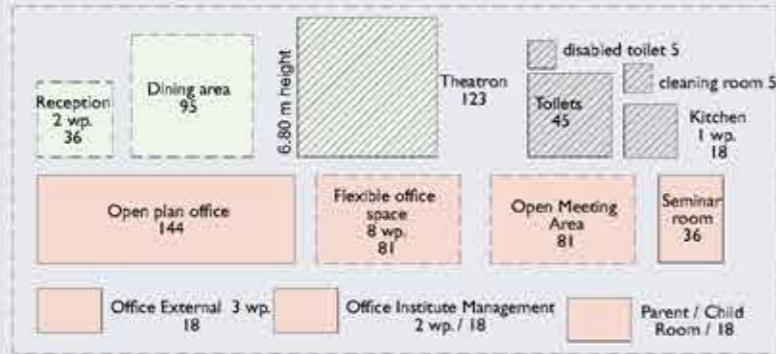 Reception
2 wp.
36
Dining area
95
6.80 m height
Theatron
123
disabled toilet 5
Toilets
45
cleaning room 5
Kitchen
1 wp.
18
Open plan office
144
Flexible office
space
8 wp.
81
Open Meeting
Area
81
Seminar
room
36
Office External 3 wp.
18
Office Institute Management
2 wp. / 18
Parent / Child
Room / 18